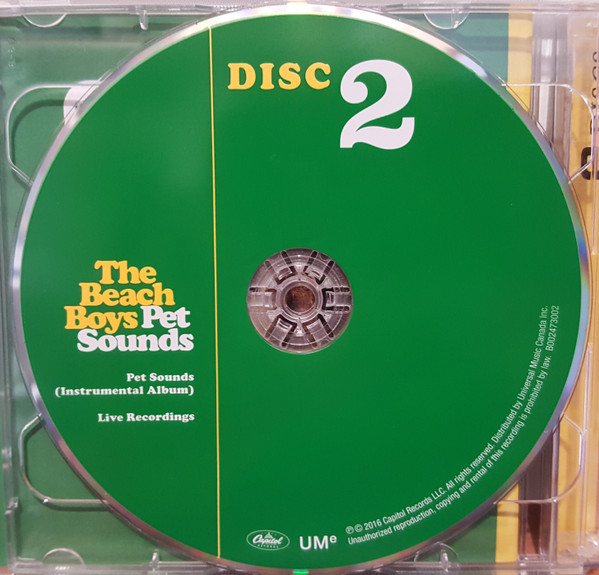 DISC
2
The
Beach
Boys Pet
Sounds
Pet Sounds
(Instrumental Album)
Live Recordings
Capitol
RECORDS
UMe
℗© 2016 Capitol Records LLC. All rights reserved. Distributed by Universal Music Canada Inc.
Unauthorized reproduction, copying and rental of this recording is prohibited by law. B002473002